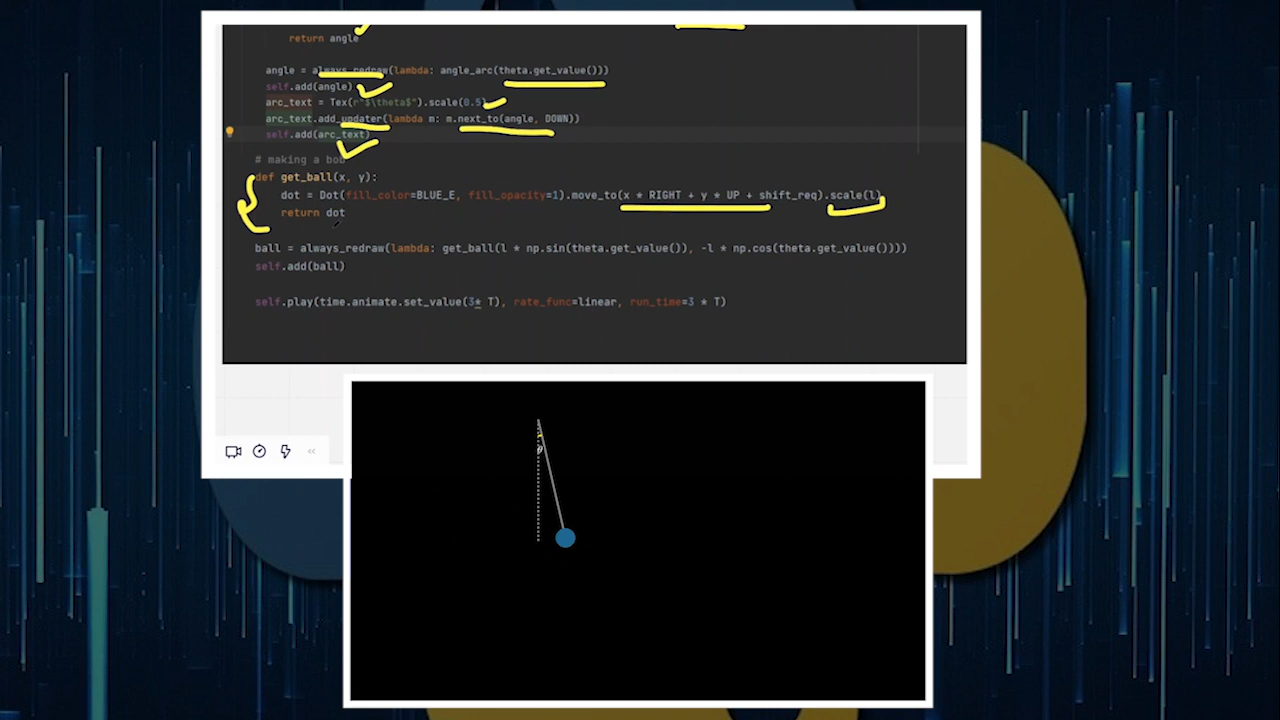 return angle
angle = always_redraw(lambda: angle_arc(theta.get_value()))
self.add(angle)
arc_text = Tex(r"$\theta$").scale(0.5)
arc_text.add_updater(lambda m: m.next_to(angle, DOWN))
self.add(arc_text)
# making a bob
def get_ball(x, y):
dot = Dot(fill_color=BLUE_E, fill_opacity=1).move_to(x * RIGHT + y * UP + shift_req).scale(l)
return dot
ball = always_redraw(lambda: get_ball(l * np.sin(theta.get_value()), -l * np.cos(theta.get_value())))
self.add(ball)
self.play(time.animate.set_value(3* T), rate_func=linear, run_time=3 * T)
«
θ